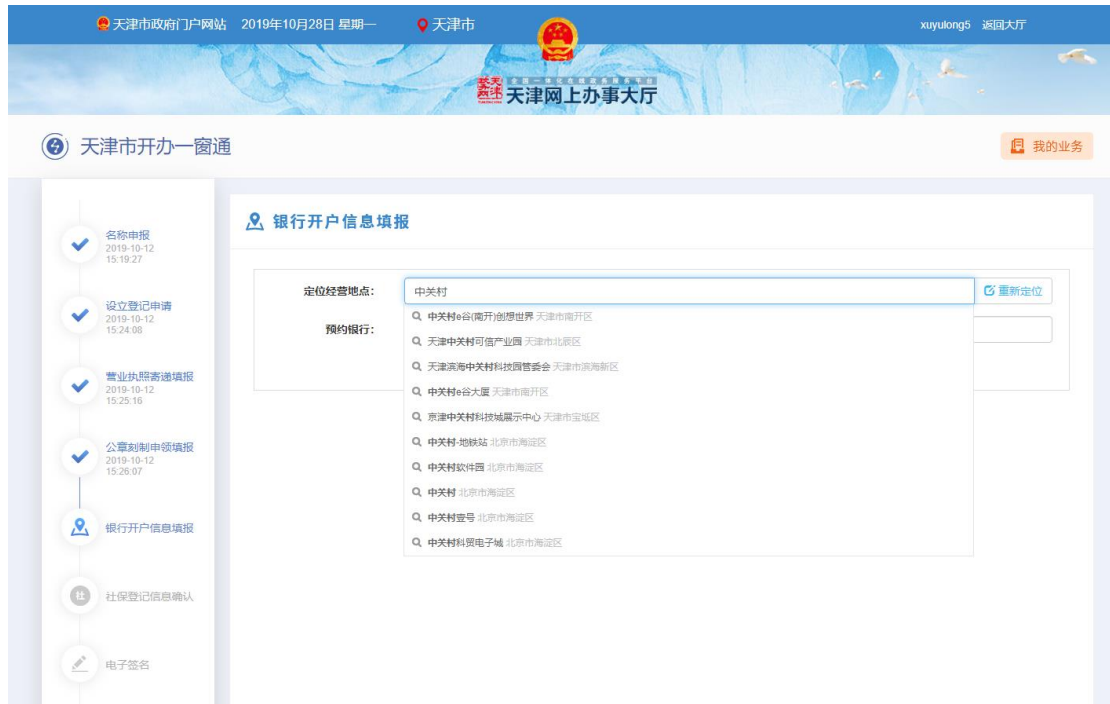 天津市政府门户网站 2019年10月28日 星期一 天津市 xuyulong5 返回大厅
全国一体化在线政务服务平台
天津网上办事大厅
天津市开办一窗通
我的业务
名称申报
2019-10-12
15:19:27
设立登记申请
2019-10-12
15:24:08
营业执照寄递填报
2019-10-12
15:25:16
公章刻制申领填报
2019-10-12
15:26:07
银行开户信息填报
社保登记信息确认
电子签名
银行开户信息填报
定位经营地点： 中关村 重新定位
预约银行：
中关村e谷(南开)创想世界 天津市南开区
天津中关村可信产业园 天津市北辰区
天津滨海中关村科技园管委会 天津市滨海新区
中关村e谷大厦 天津市南开区
京津中关村科技城展示中心 天津市宝坻区
中关村-地铁站 北京市海淀区
中关村软件园 北京市海淀区
中关村 北京市海淀区
中关村壹号 北京市海淀区
中关村科贸电子城 北京市海淀区